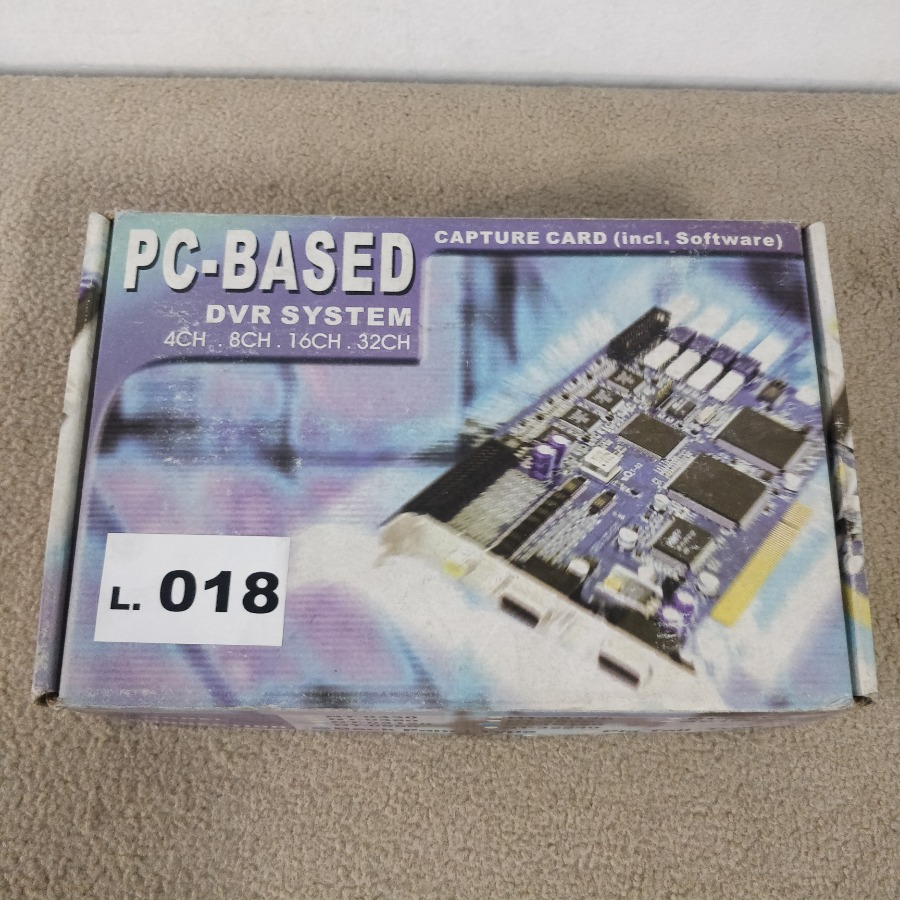 PC-BASED
CAPTURE CARD (incl. Software)
DVR SYSTEM
4CH . 8CH . 16CH . 32CH
L. 018